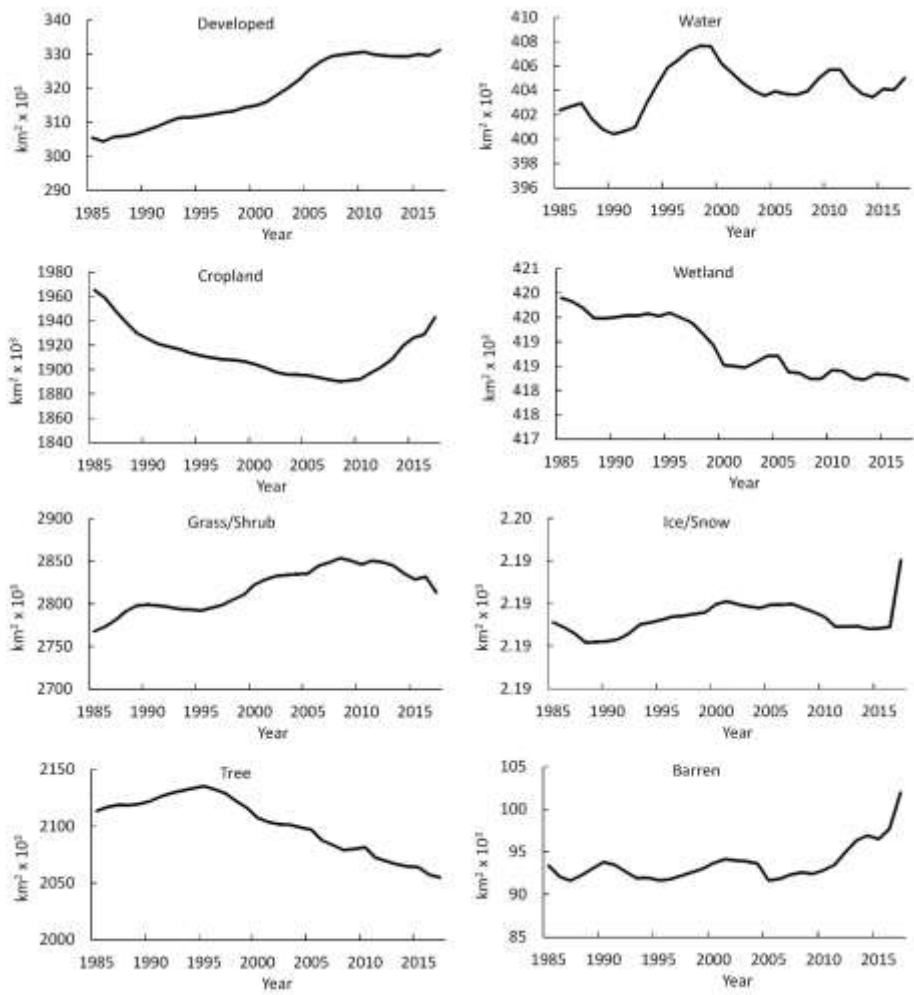 Developed
km² x 10³
340
330
320
310
300
290
1985 1990 1995 2000 2005 2010 2015
Year
Water
km² x 10³
410
408
406
404
402
400
398
396
1985 1990 1995 2000 2005 2010 2015
Year
Cropland
km² x 10³
1980
1960
1940
1920
1900
1880
1860
1840
1985 1990 1995 2000 2005 2010 2015
Year
Wetland
km² x 10³
421
420
420
419
419
418
418
417
1985 1990 1995 2000 2005 2010 2015
Year
Grass/Shrub
km² x 10³
2900
2850
2800
2750
2700
1985 1990 1995 2000 2005 2010 2015
Year
Ice/Snow
km² x 10³
2.20
2.19
2.19
2.19
2.19
1985 1990 1995 2000 2005 2010 2015
Year
Tree
km² x 10³
2150
2100
2050
2000
1985 1990 1995 2000 2005 2010 2015
Year
Barren
km² x 10³
105
100
95
90
85
1985 1990 1995 2000 2005 2010 2015
Year